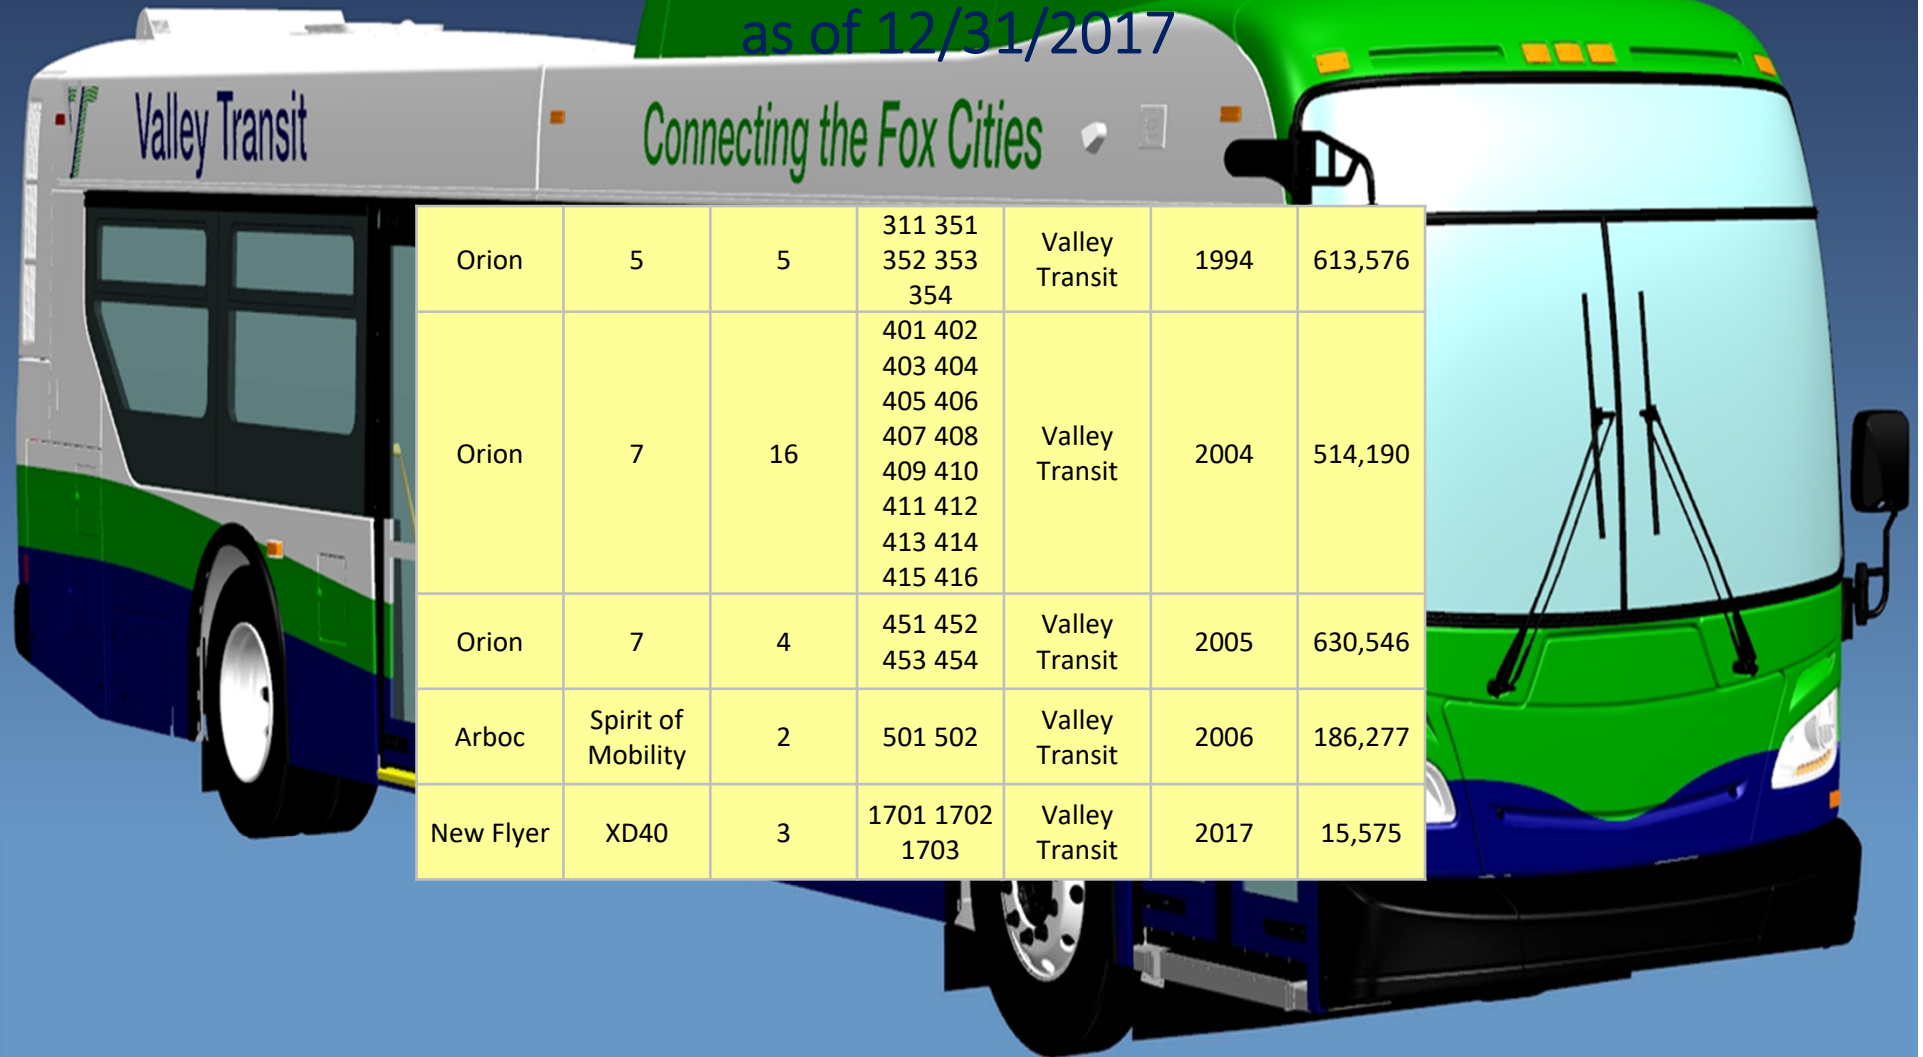 as of 12/31/2017
Valley Transit
Connecting the Fox Cities
Orion 5 5 311 351 352 353 354 Valley Transit 1994 613,576
Orion 7 16 401 402 403 404 405 406 407 408 409 410 411 412 413 414 415 416 Valley Transit 2004 514,190
Orion 7 4 451 452 453 454 Valley Transit 2005 630,546
Arboc Spirit of Mobility 2 501 502 Valley Transit 2006 186,277
New Flyer XD40 3 1701 1702 1703 Valley Transit 2017 15,575